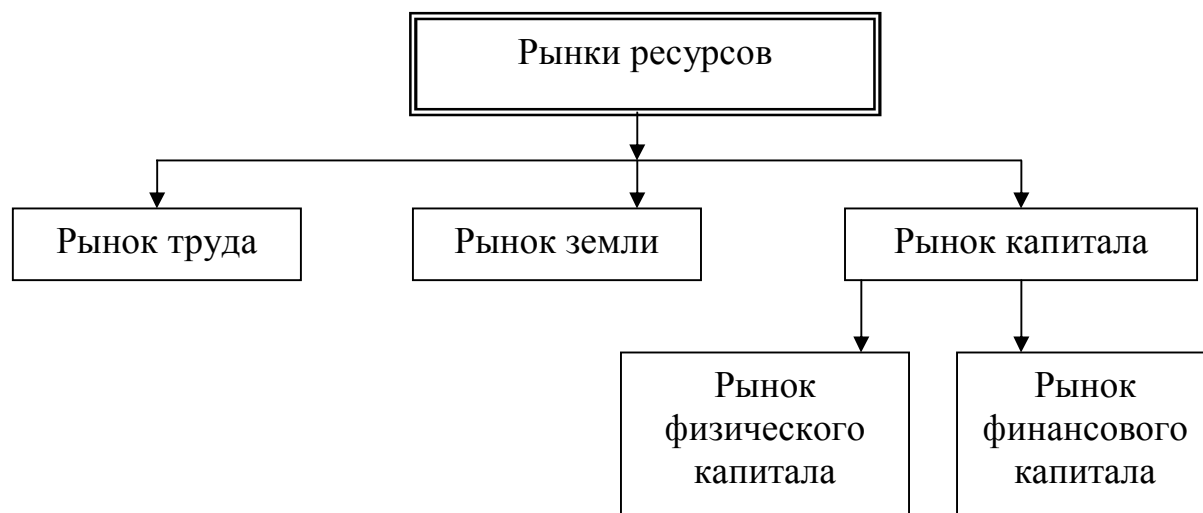 Рынки ресурсов
Рынок труда
Рынок земли
Рынок капитала
Рынок
физического
капитала
Рынок
финансового
капитала